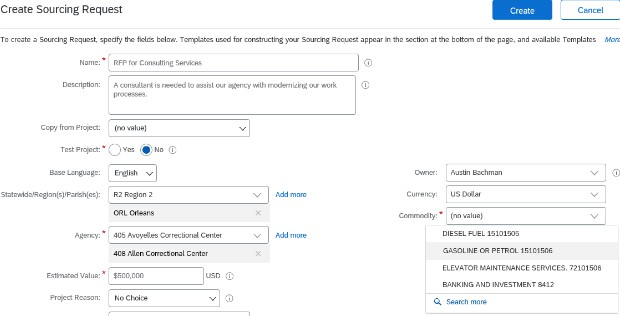 Create Sourcing Request
Create
Cancel
To create a Sourcing Request, specify the fields below. Templates used for constructing your Sourcing Request appear in the section at the bottom of the page, and available Templates More
Name: * RFP for Consulting Services
Description: A consultant is needed to assist our agency with modernizing our work
processes.
Copy from Project: (no value)
Test Project: * Yes No
Base Language: English
Owner: Austin Bachman
Statewide/Region(s)/Parish(es): R2 Region 2 Add more
Currency: US Dollar
ORL Orleans
Commodity: * (no value)
Agency: * 405 Avoyelles Correctional Center Add more
408 Allen Correctional Center
DIESEL FUEL 15101505
GASOLINE OR PETROL 15101506
ELEVATOR MAINTENANCE SERVICES. 72101506
BANKING AND INVESTMENT 8412
Search more
Estimated Value: * $500,000 USD
Project Reason: No Choice